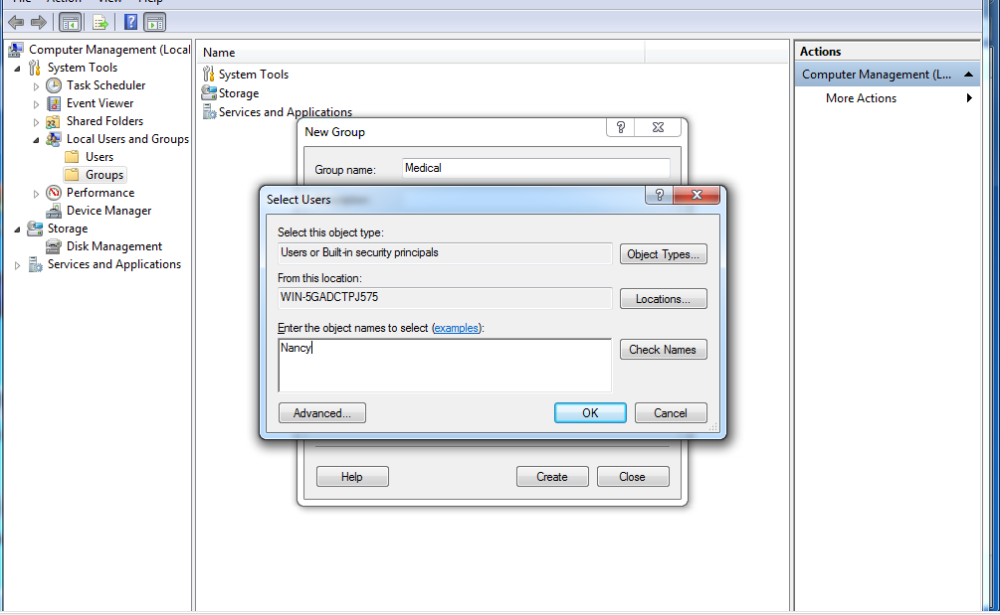 File Action View Help
Computer Management (Local
System Tools
Task Scheduler
Event Viewer
Shared Folders
Local Users and Groups
Users
Groups
Performance
Device Manager
Storage
Disk Management
Services and Applications
Name
System Tools
Storage
Services and Applications
New Group
Group name: Medical
Select Users
Select this object type:
Users or Built-in security principals
Object Types...
From this location:
WIN-5GADCTPJ575
Locations...
Enter the object names to select (examples):
Nancy
Check Names
Advanced...
OK
Cancel
Help
Create
Close
Actions
Computer Management (L...
More Actions